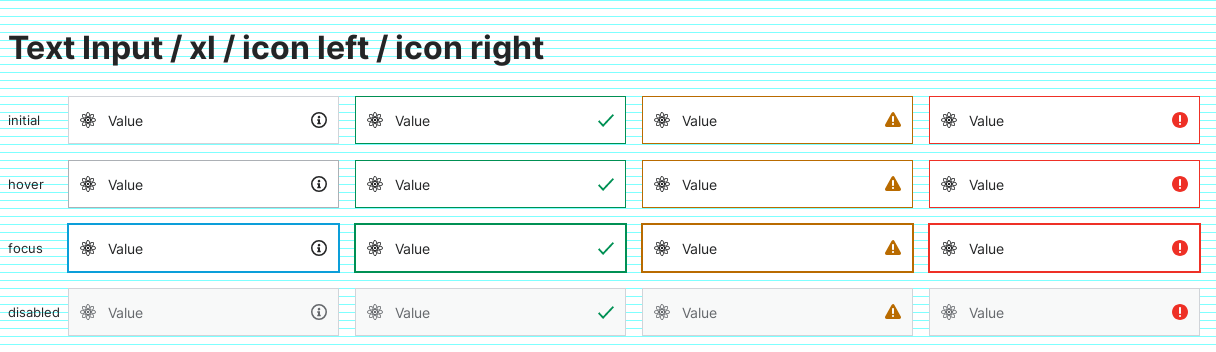 Text Input / xl / icon left / icon right
initial Value Value Value Value
hover Value Value Value Value
focus Value Value Value Value
disabled Value Value Value Value